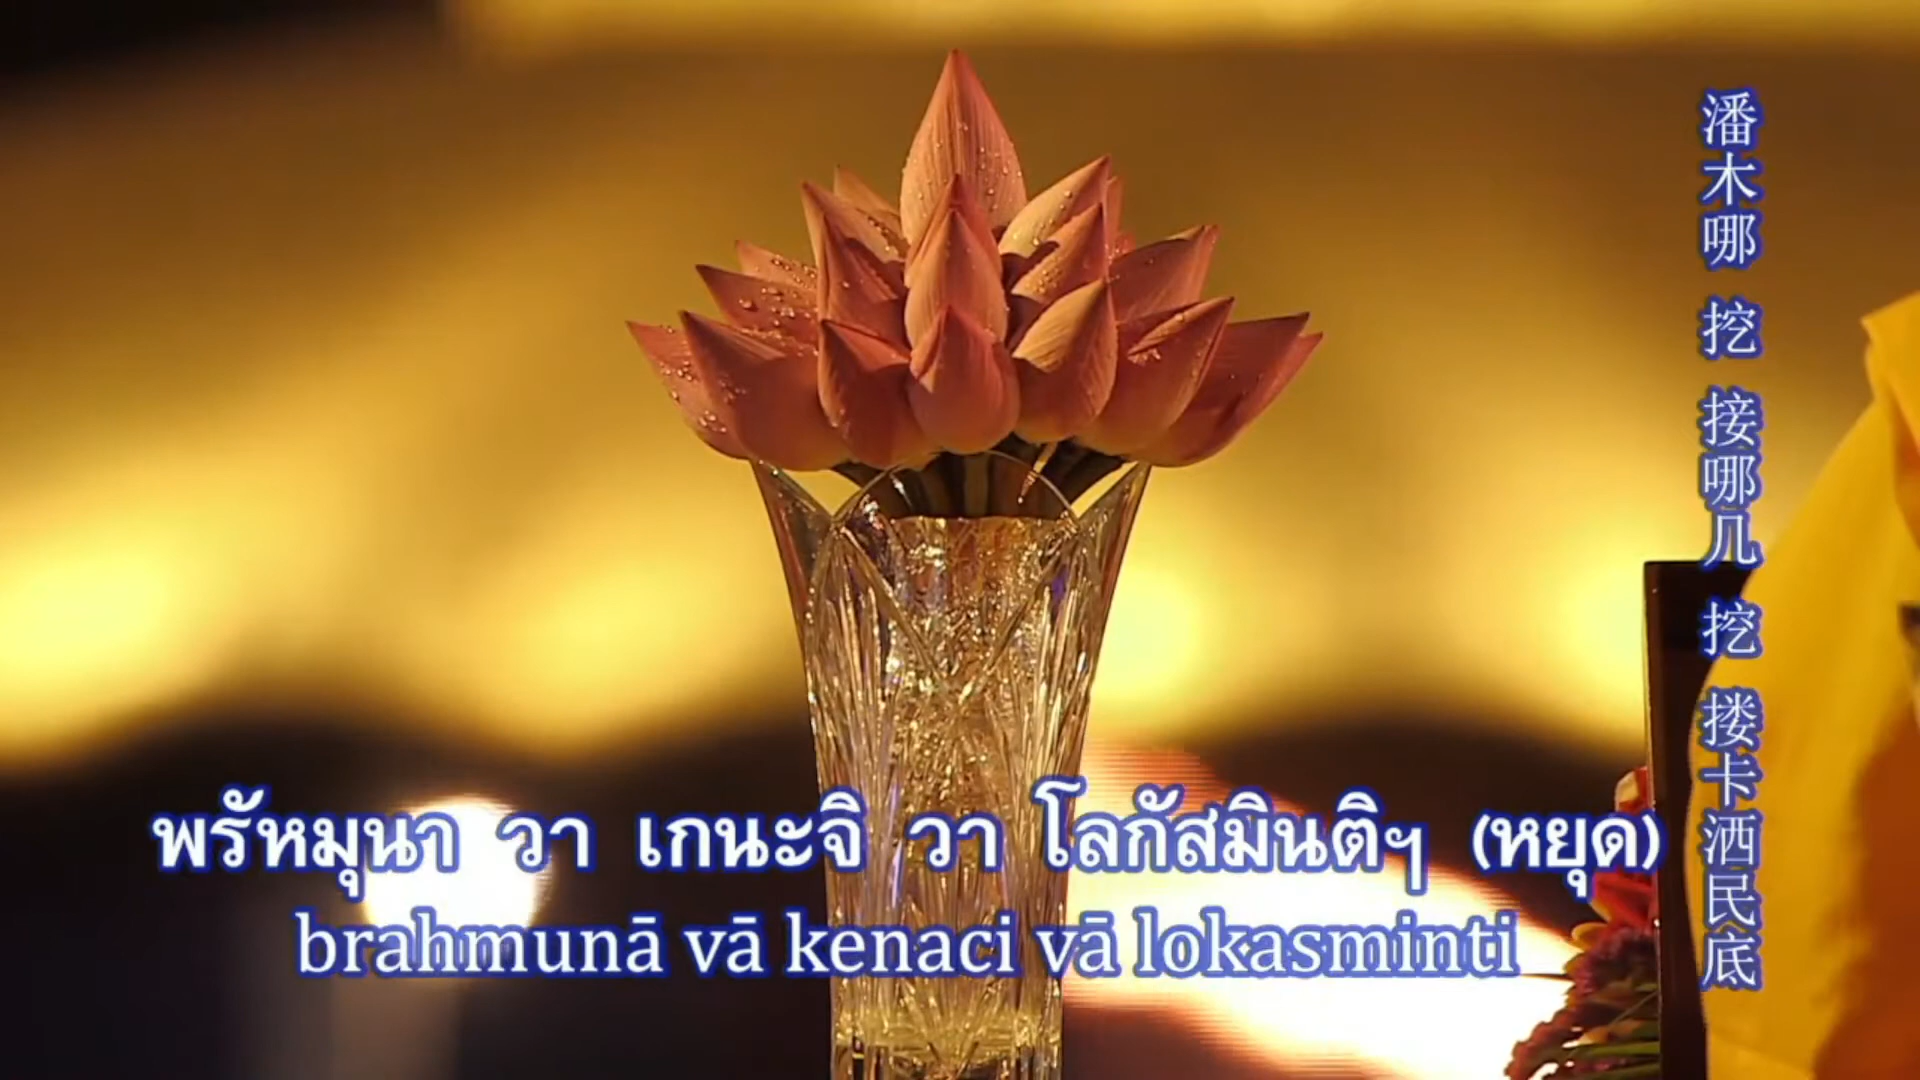 พรัหมุนา วา เกนะจิ วา โลกัสมินติฯ (หยุด)
brahmunā vā kenaci vā lokasminti
潘木哪 挖 接哪几 挖 搂卡洒民底